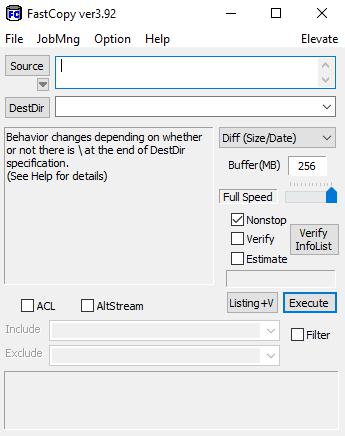 FastCopy ver3.92
File JobMng Option Help Elevate
Source
DestDir
Behavior changes depending on whether
or not there is \ at the end of DestDir
specification.
(See Help for details)
Diff (Size/Date)
Buffer(MB) 256
Full Speed
Nonstop
Verify
Estimate
Verify
InfoList
ACL AltStream Listing+V Execute
Include Filter
Exclude